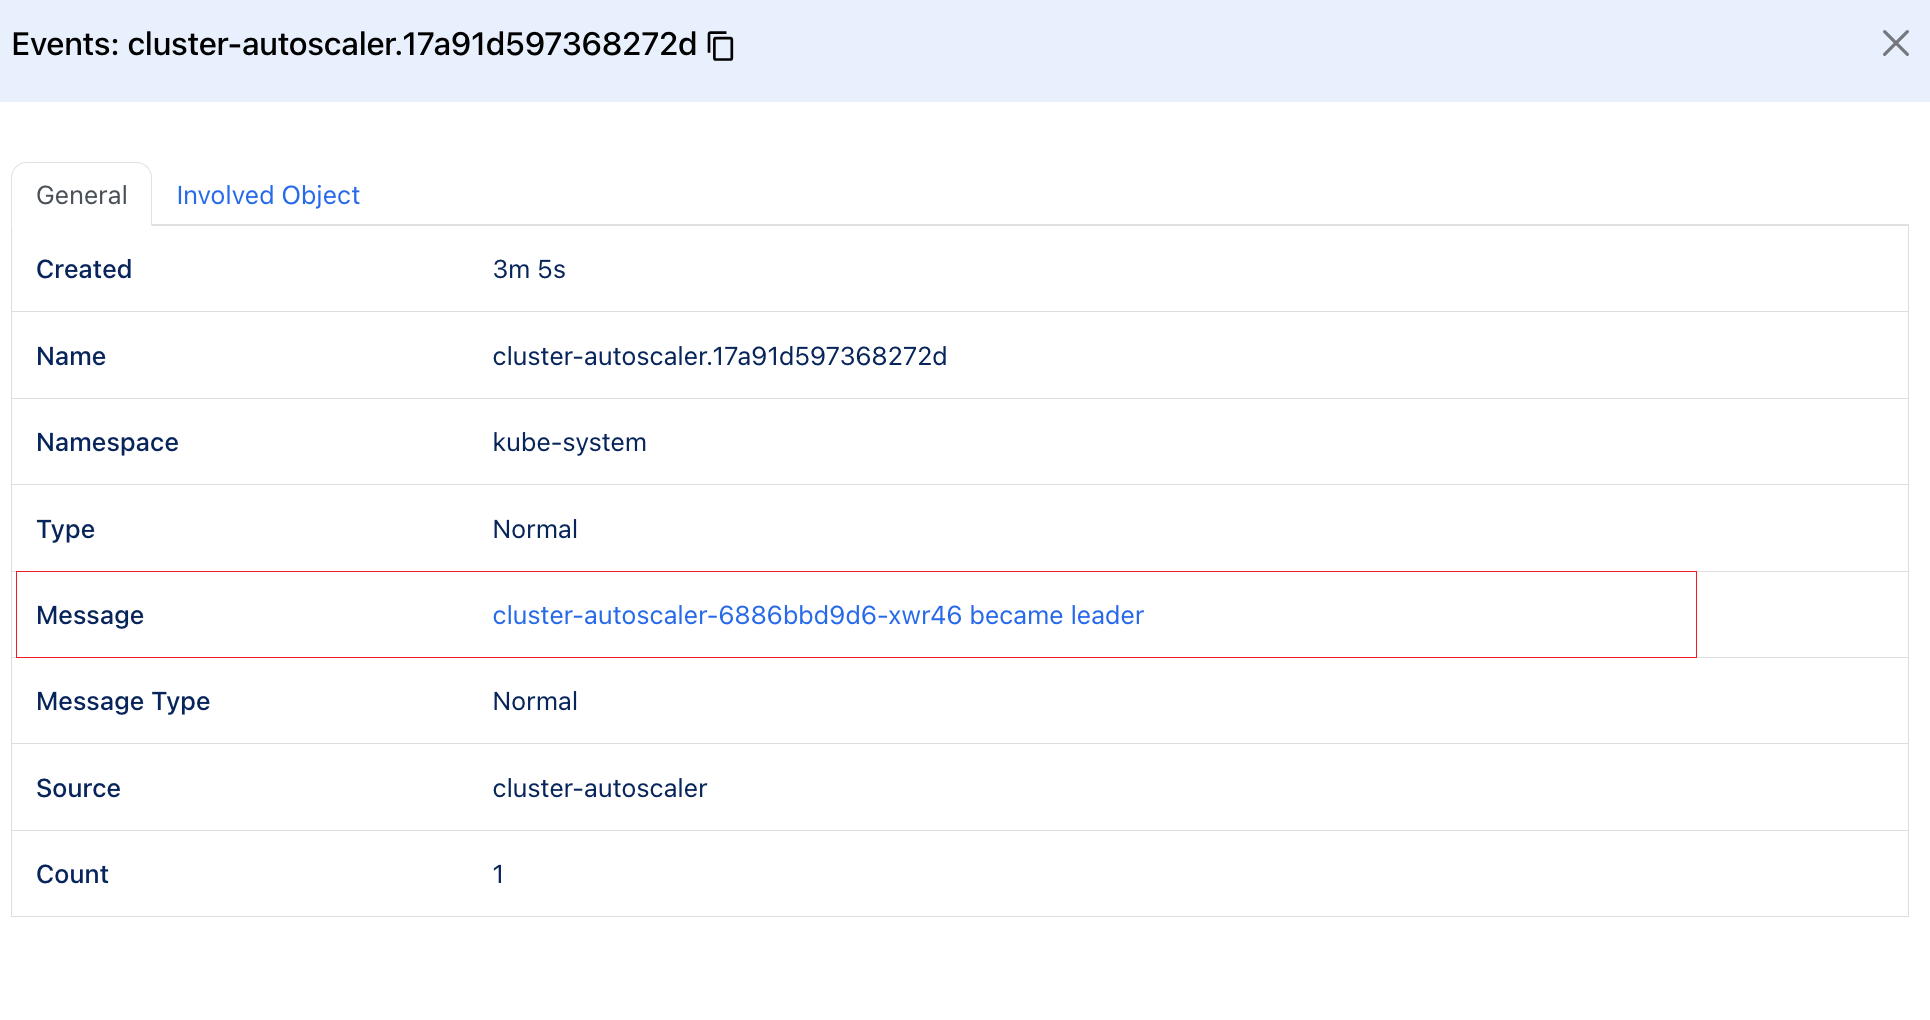 Events: cluster-autoscaler.17a91d597368272d
General Involved Object
Created 3m 5s
Name cluster-autoscaler.17a91d597368272d
Namespace kube-system
Type Normal
Message cluster-autoscaler-6886bbd9d6-xwr46 became leader
Message Type Normal
Source cluster-autoscaler
Count 1